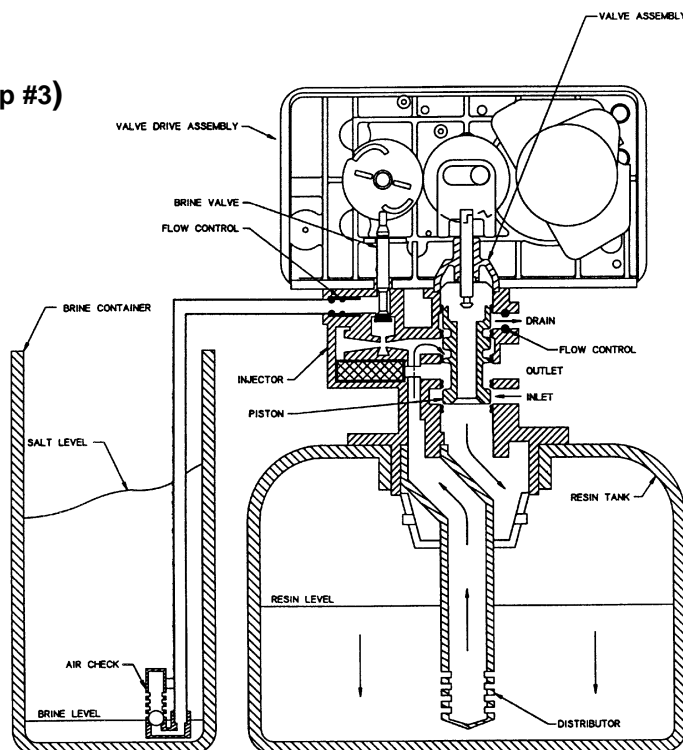 VALVE ASSEMBLY
p #3)
VALVE DRIVE ASSEMBLY
BRINE VALVE
FLOW CONTROL
BRINE CONTAINER
DRAIN
FLOW CONTROL
INJECTOR
OUTLET
INLET
PISTON
SALT LEVEL
RESIN TANK
RESIN LEVEL
AIR CHECK
BRINE LEVEL
DISTRIBUTOR